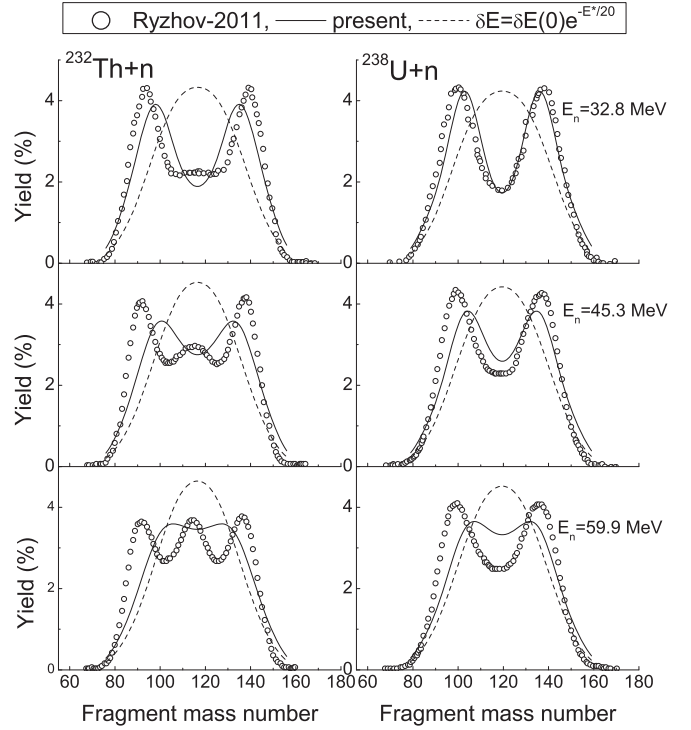 Ryzhov-2011, present, δE=δE(0)e^-E*/20
232Th+n 238U+n
4
2
0
Yield (%)
4
2
0
En=32.8 MeV
4
2
0
Yield (%)
4
2
0
En=45.3 MeV
4
2
0
Yield (%)
4
2
0
En=59.9 MeV
60 80 100 120 140 160 180 80 100 120 140 160 180
Fragment mass number Fragment mass number